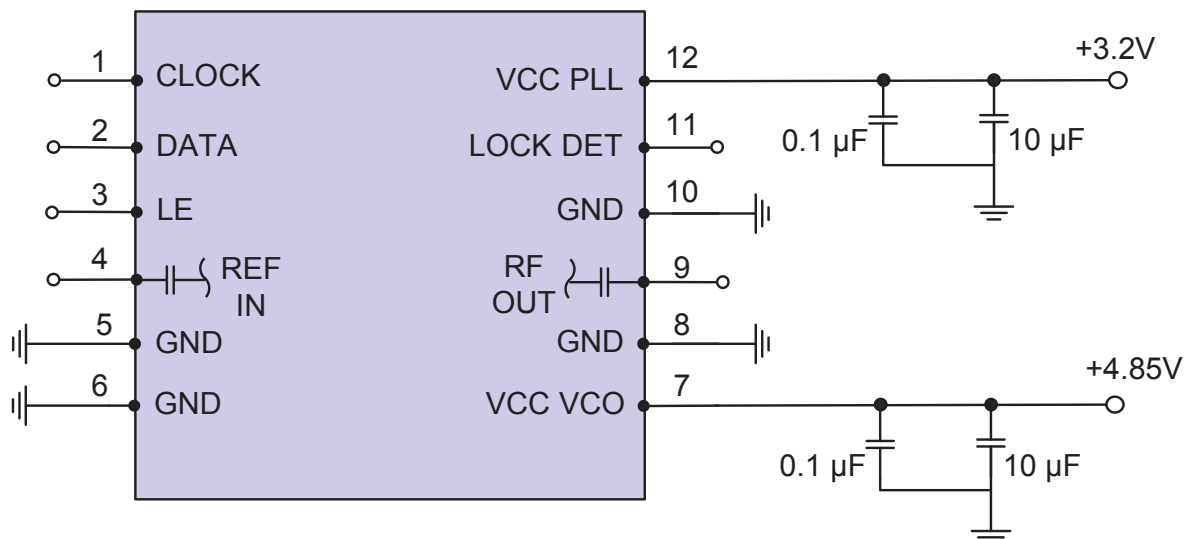 1 CLOCK
2 DATA
3 LE
4 REF
IN
5 GND
6 GND
VCC PLL 12
+3.2V
0.1 µF
10 µF
LOCK DET 11
GND 10
RF
OUT 9
GND 8
VCC VCO 7
+4.85V
0.1 µF
10 µF